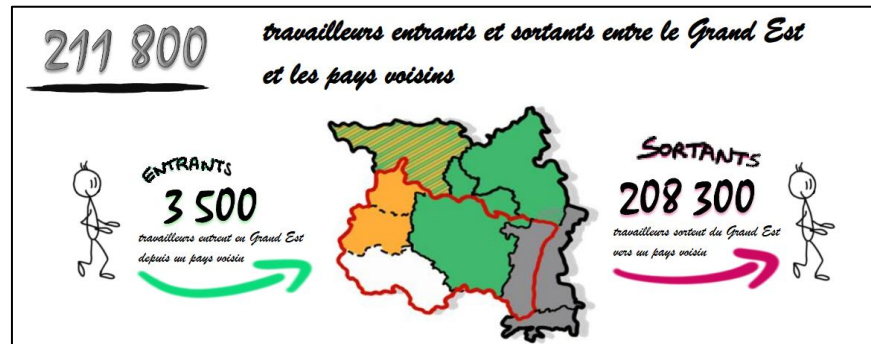 211 800
travailleurs entrants et sortants entre le Grand Est
et les pays voisins
ENTRANTS
3 500
travailleurs entrent en Grand Est
depuis un pays voisin
SORTANTS
208 300
travailleurs sortent du Grand Est
vers un pays voisin